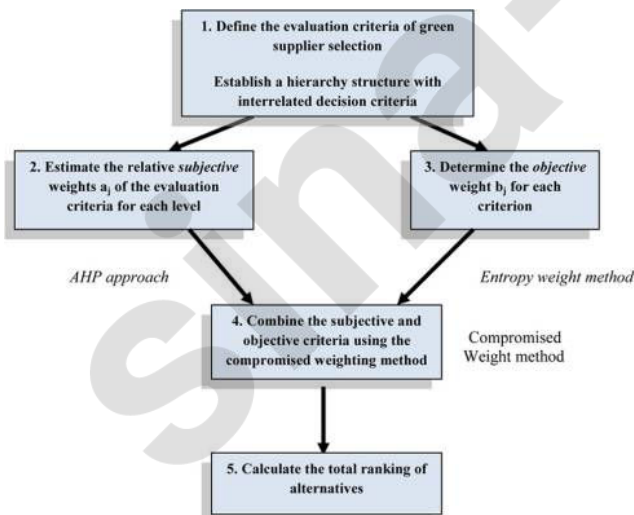 1. Define the evaluation criteria of green
supplier selection
Establish a hierarchy structure with
interrelated decision criteria
2. Estimate the relative subjective
weights aj of the evaluation
criteria for each level
3. Determine the objective
weight bj for each
criterion
AHP approach
Entropy weight method
4. Combine the subjective and
objective criteria using the
compromised weighting method
Compromised
Weight method
5. Calculate the total ranking of
alternatives
sina